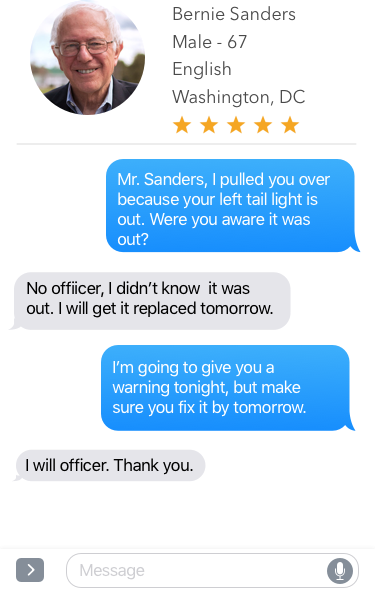 Bernie Sanders
Male - 67
English
Washington, DC
Mr. Sanders, I pulled you over
because your left tail light is
out. Were you aware it was
out?
No offiicer, I didn’t know  it was
out. I will get it replaced tomorrow.
I’m going to give you a
warning tonight, but make
sure you fix it by tomorrow.
I will officer. Thank you.
Message